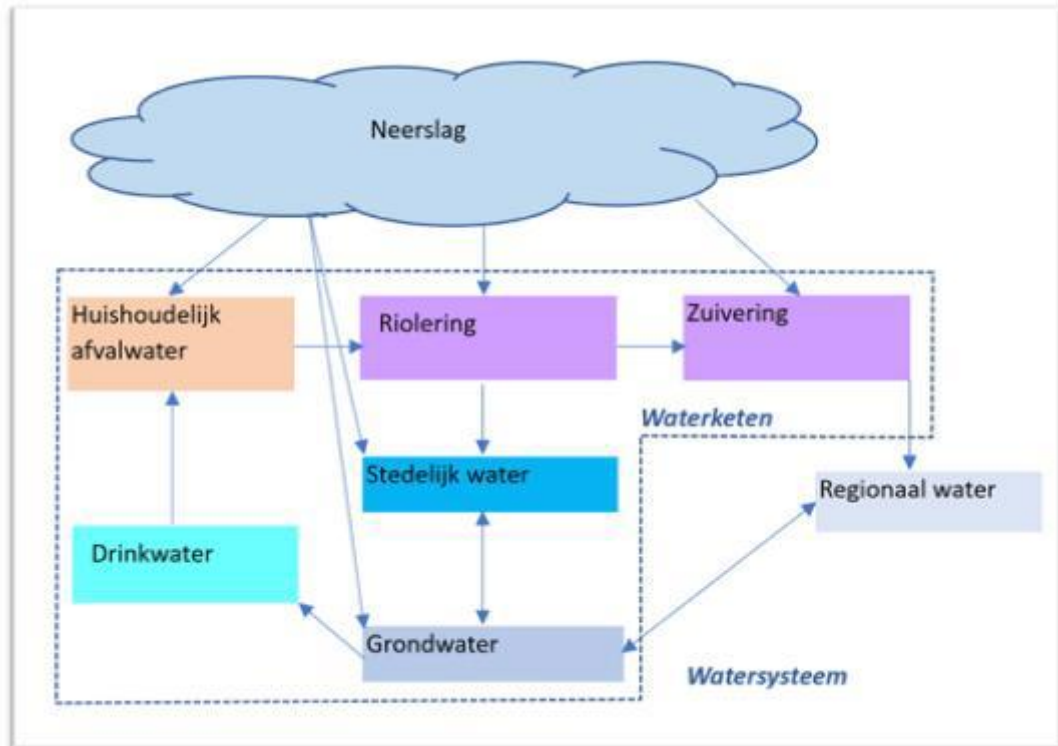 Neerslag
Huishoudelijk
afvalwater
Riolering
Zuivering
Waterketen
Stedelijk water
Regionaal water
Drinkwater
Grondwater
Watersysteem